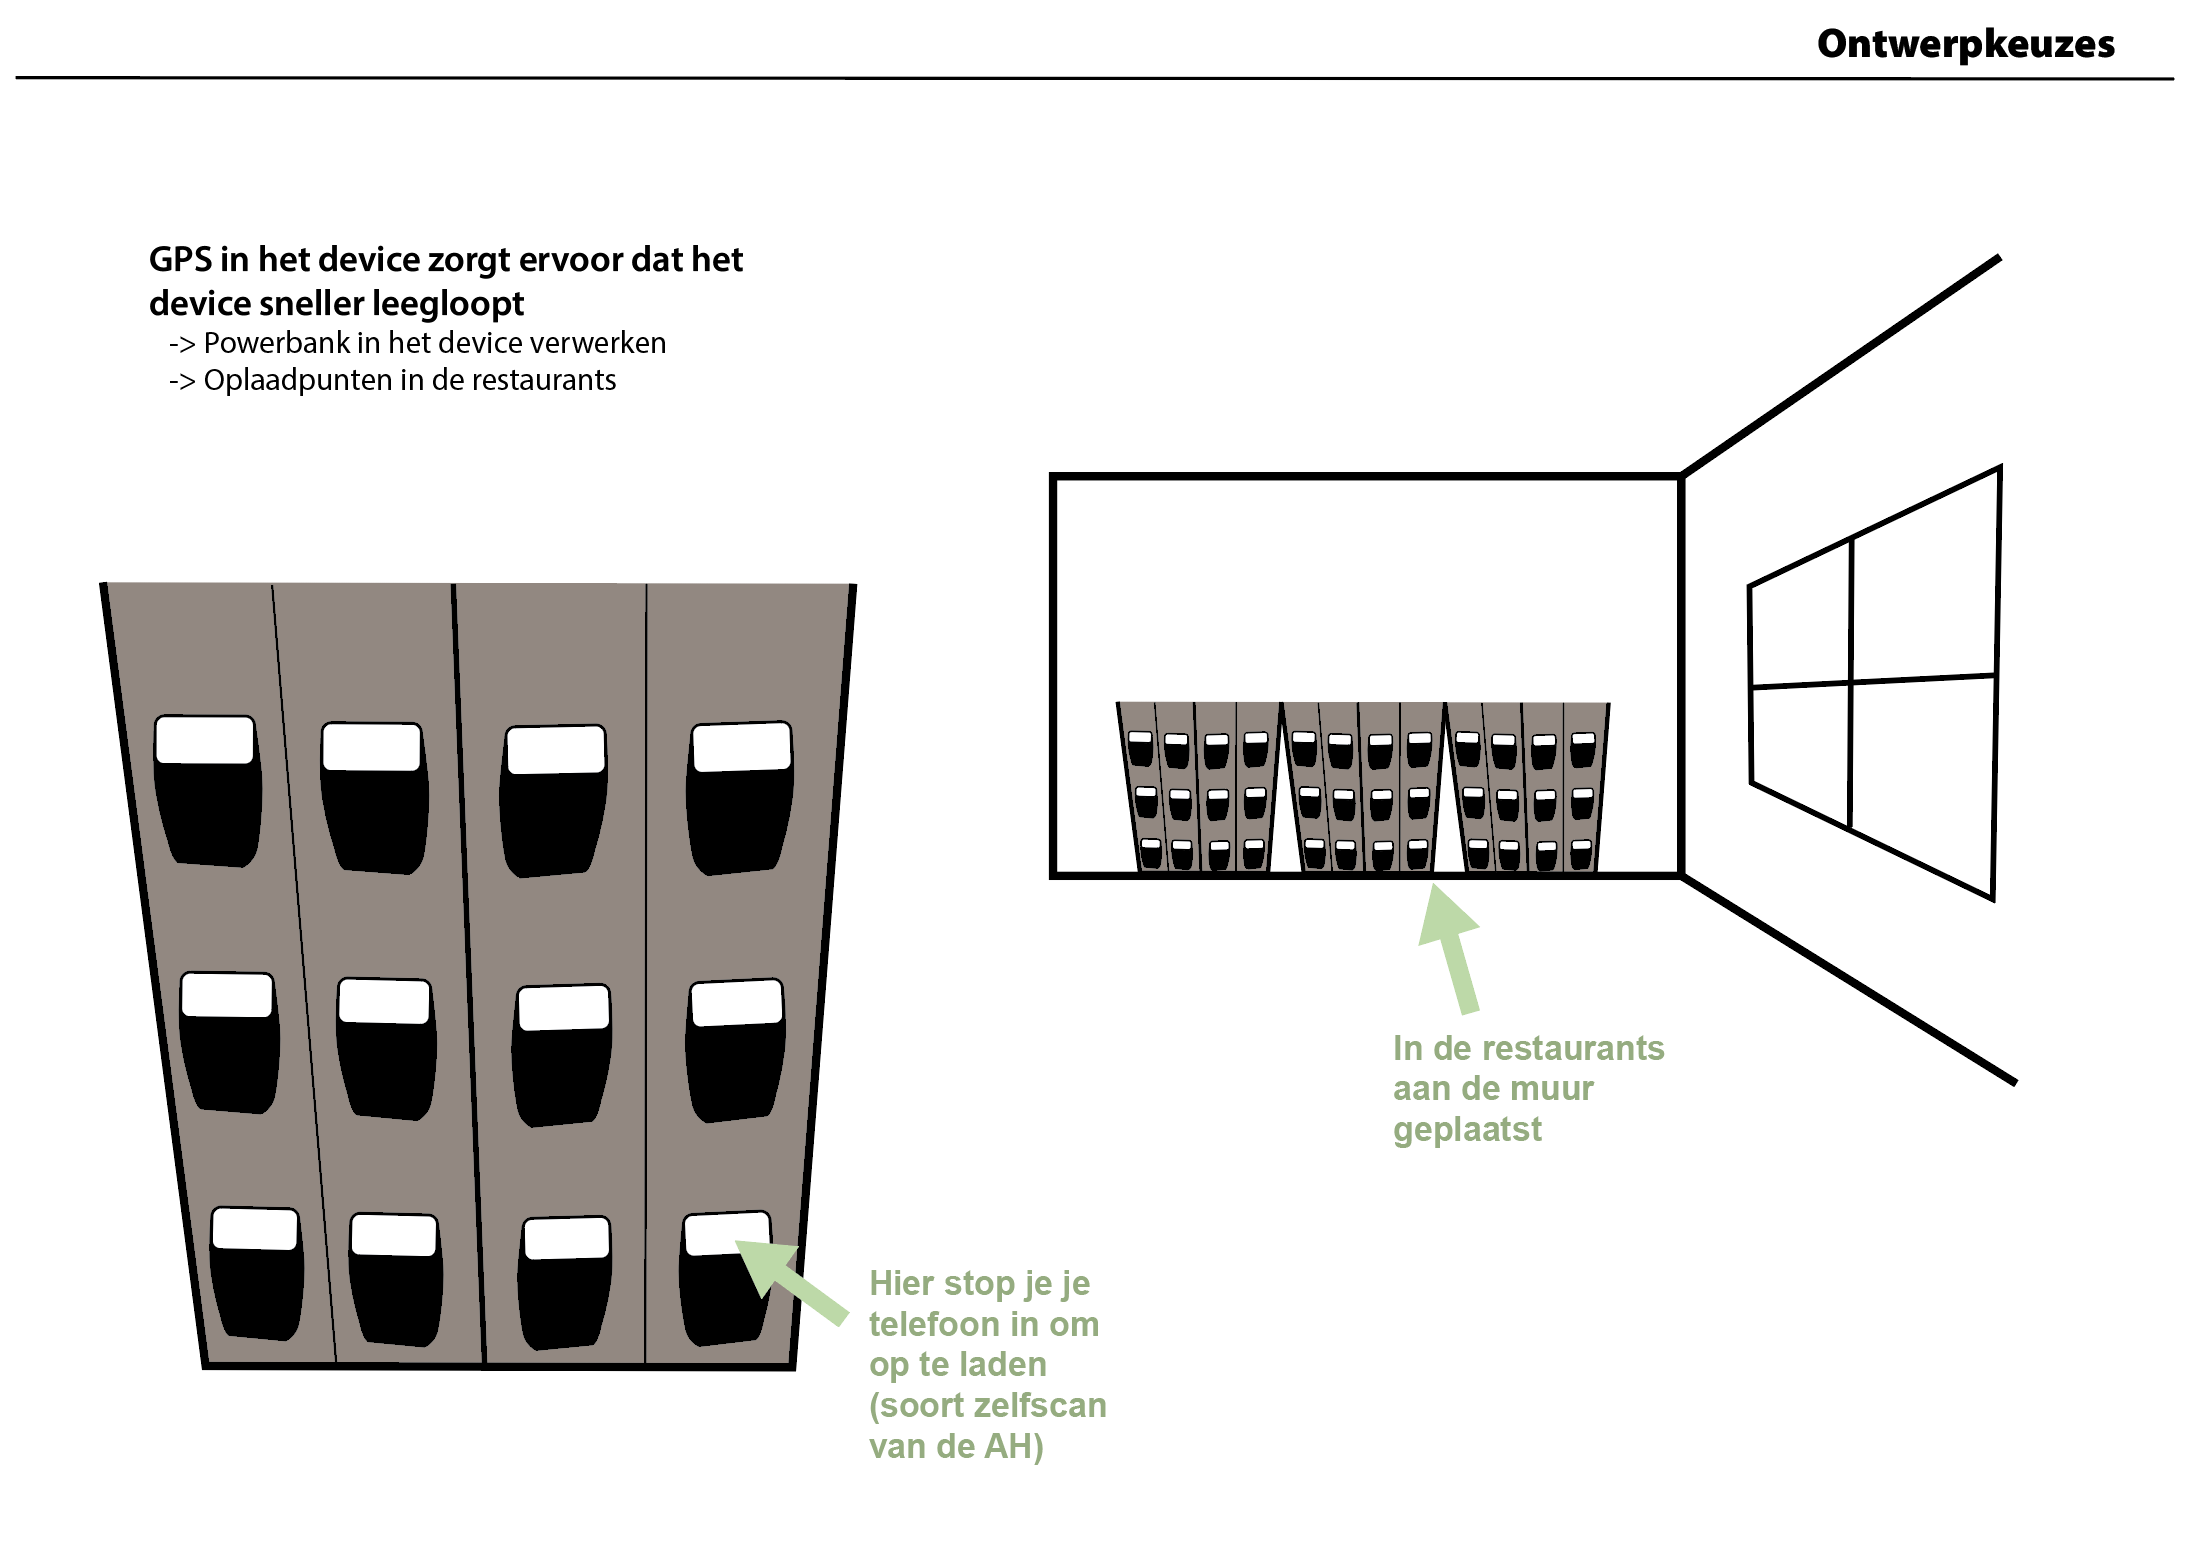 Ontwerpkeuzes
GPS in het device zorgt ervoor dat het
device sneller leegloopt
-> Powerbank in het device verwerken
-> Oplaadpunten in de restaurants
In de restaurants
aan de muur
geplaatst
Hier stop je je
telefoon in om
op te laden
(soort zelfscan
van de AH)